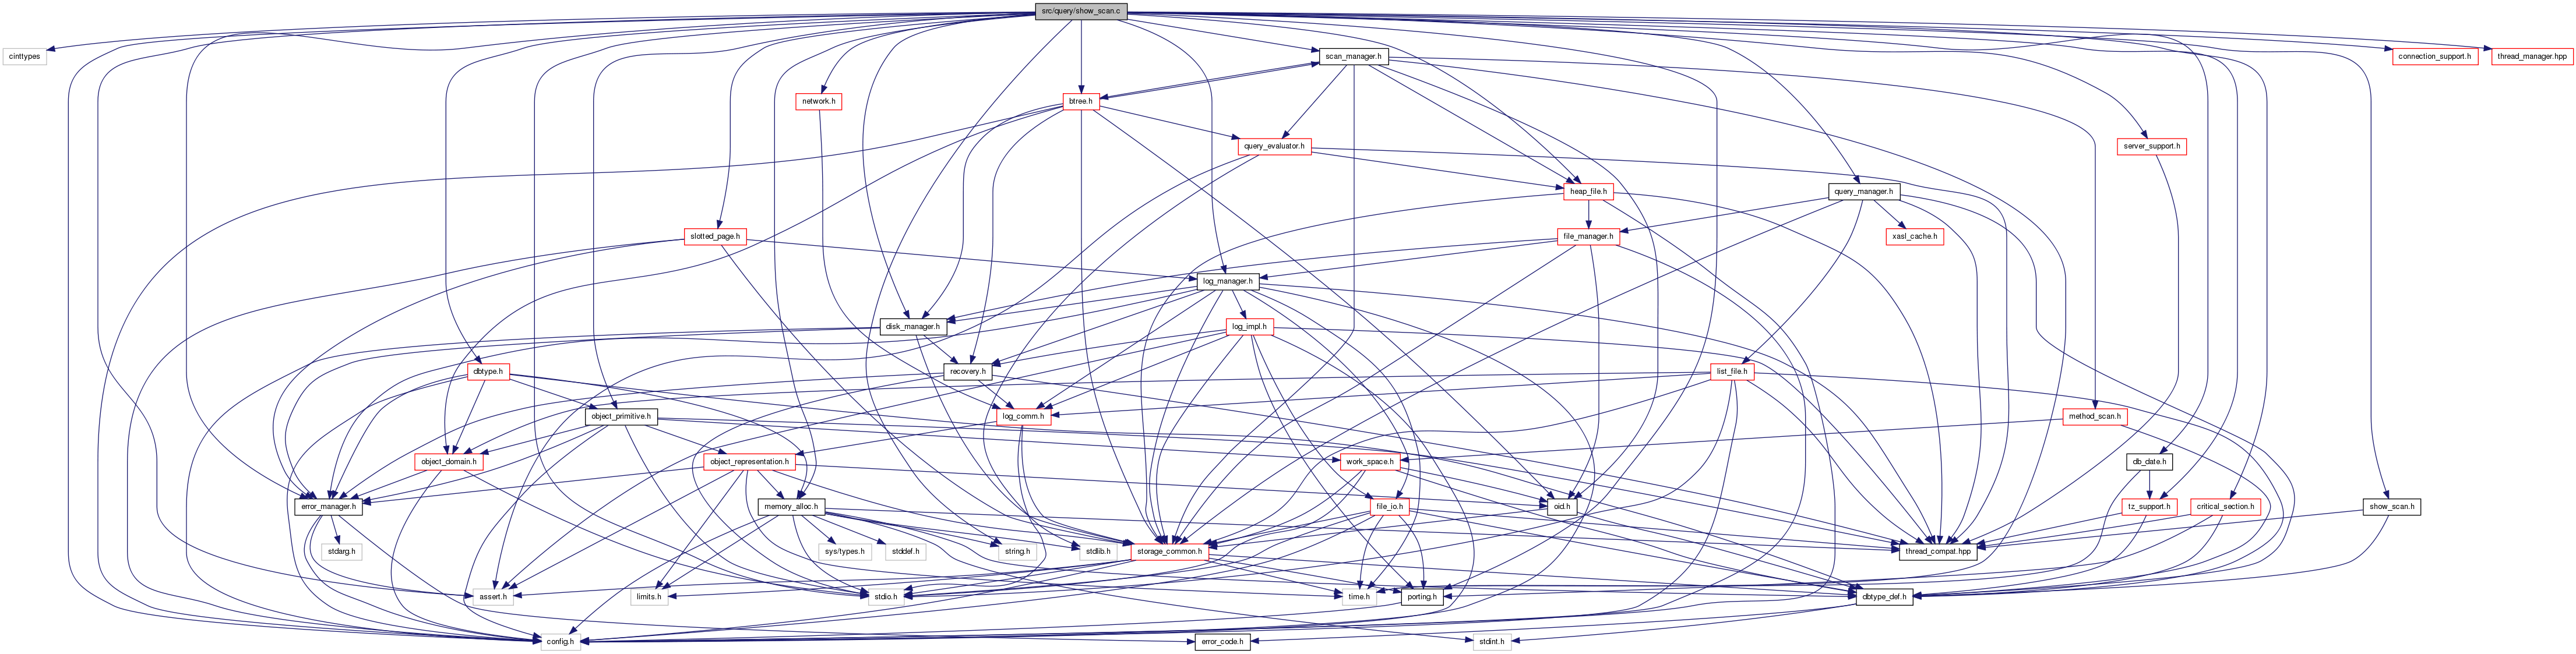 src/query/show_scan.c
cinttypes
scan_manager.h
connection_support.h
thread_manager.hpp
network.h
btree.h
query_evaluator.h
server_support.h
heap_file.h
query_manager.h
slotted_page.h
file_manager.h
xasl_cache.h
log_manager.h
disk_manager.h
log_impl.h
dbtype.h
recovery.h
list_file.h
object_primitive.h
log_comm.h
method_scan.h
object_domain.h
object_representation.h
work_space.h
db_date.h
error_manager.h
memory_alloc.h
file_io.h
oid.h
tz_support.h
critical_section.h
show_scan.h
stdarg.h
sys/types.h
stddef.h
string.h
stdlib.h
storage_common.h
thread_compat.hpp
assert.h
limits.h
stdio.h
time.h
porting.h
dbtype_def.h
config.h
error_code.h
stdint.h